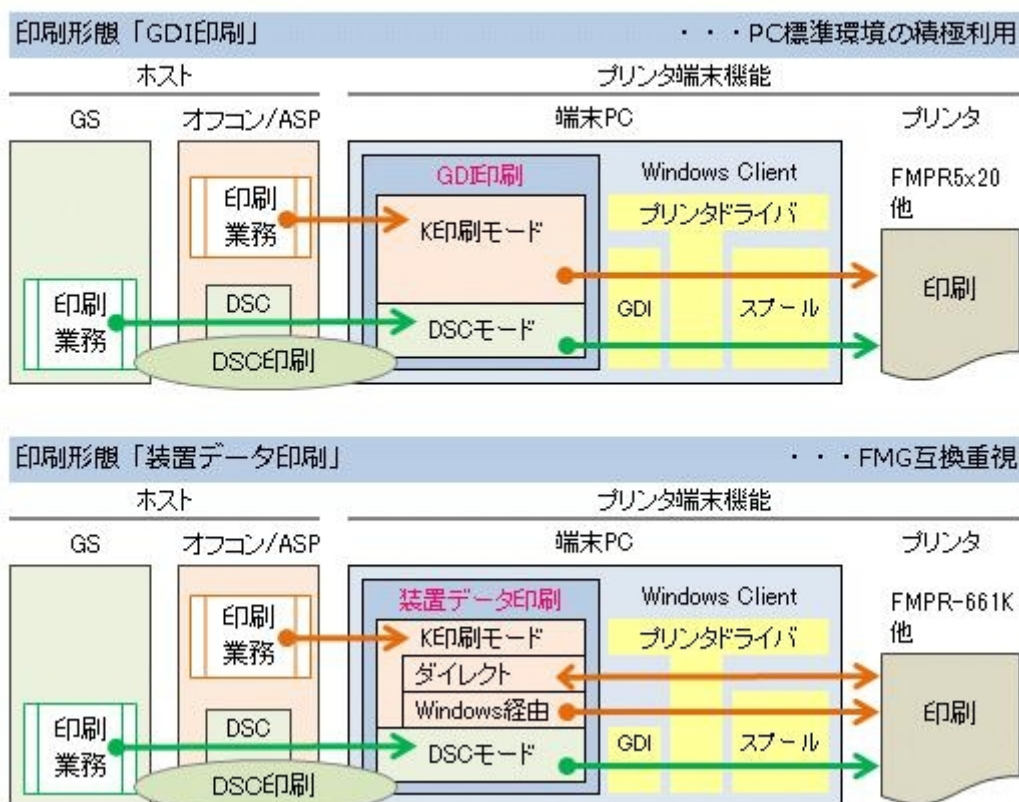 印刷形態「GDI印刷」 ・・・PC標準環境の積極利用
ホスト プリンタ端末機能
GS オフコン/ASP 端末PC プリンタ
GDI印刷 Windows Client FMPR5x20
他
印刷
業務
KE印刷モード
プリンタドライバ
印刷
業務
DSC
DSCモード
GDI
スプール
印刷
DSC印刷
印刷形態「装置データ印刷」 ・・・FMG互換重視
ホスト プリンタ端末機能
GS オフコン/ASP 端末PC プリンタ
装置データ印刷 Windows Client FMPR-661K
他
印刷
業務
KE印刷モード
プリンタドライバ
ダイレクト
Windows経由
印刷
業務
DSC
DSCモード
GDI
スプール
印刷
DSC印刷